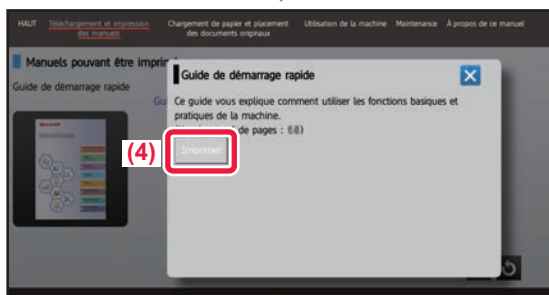 HAUT
Téléchargement et impression
des manuels
Chargement de papier et placement
des documents originaux
Utilisation de la machine
Maintenance
À propos de ce manuel
Manuels pouvant être
Guide de démarrage rapide
Guide de démarrage rapide
Ce guide vous explique comment utiliser les fonctions basiques et
pratiques de la machine.
de pages : 68)
(4)
Imprimer
SHARP